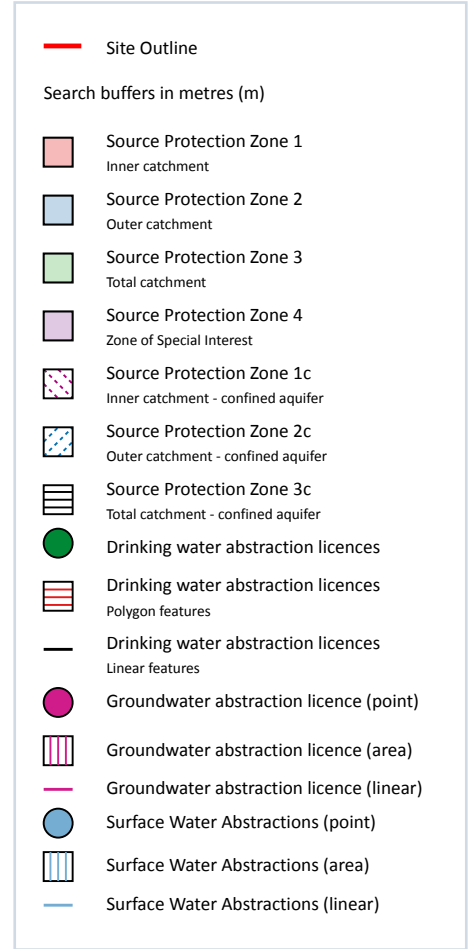 Site Outline
Search buffers in metres (m)
Source Protection Zone 1
Inner catchment
Source Protection Zone 2
Outer catchment
Source Protection Zone 3
Total catchment
Source Protection Zone 4
Zone of Special Interest
Source Protection Zone 1c
Inner catchment - confined aquifer
Source Protection Zone 2c
Outer catchment - confined aquifer
Source Protection Zone 3c
Total catchment - confined aquifer
Drinking water abstraction licences
Drinking water abstraction licences
Polygon features
Drinking water abstraction licences
Linear features
Groundwater abstraction licence (point)
Groundwater abstraction licence (area)
Groundwater abstraction licence (linear)
Surface Water Abstractions (point)
Surface Water Abstractions (area)
Surface Water Abstractions (linear)